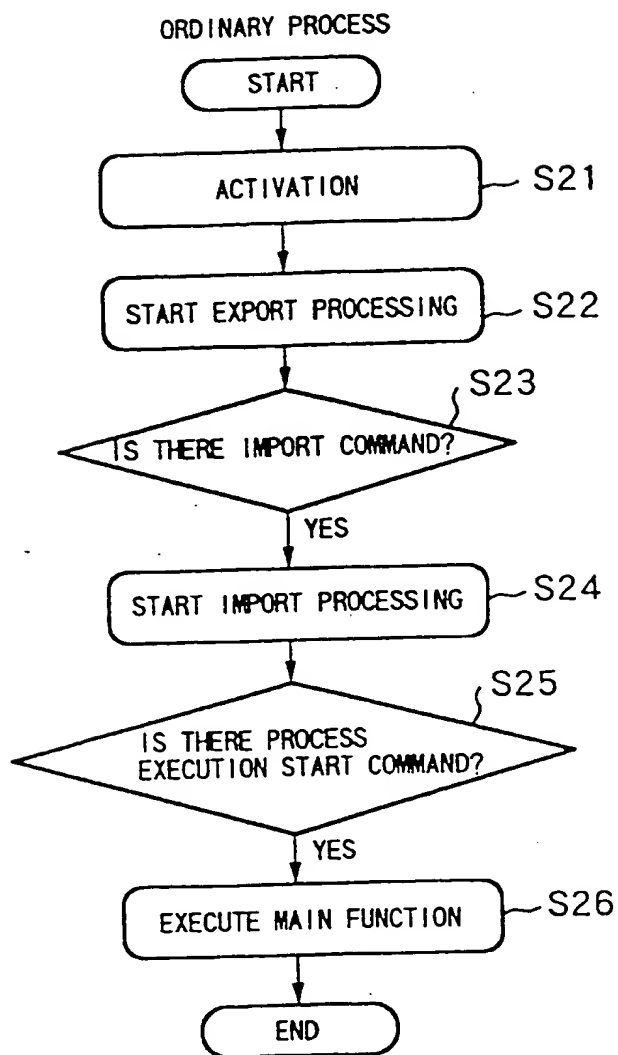 ORDINARY PROCESS
START
ACTIVATION
S21
START EXPORT PROCESSING
S22
S23
IS THERE IMPORT COMMAND?
YES
START IMPORT PROCESSING
S24
S25
IS THERE PROCESS
EXECUTION START COMMAND?
YES
EXECUTE MAIN FUNCTION
S26
END